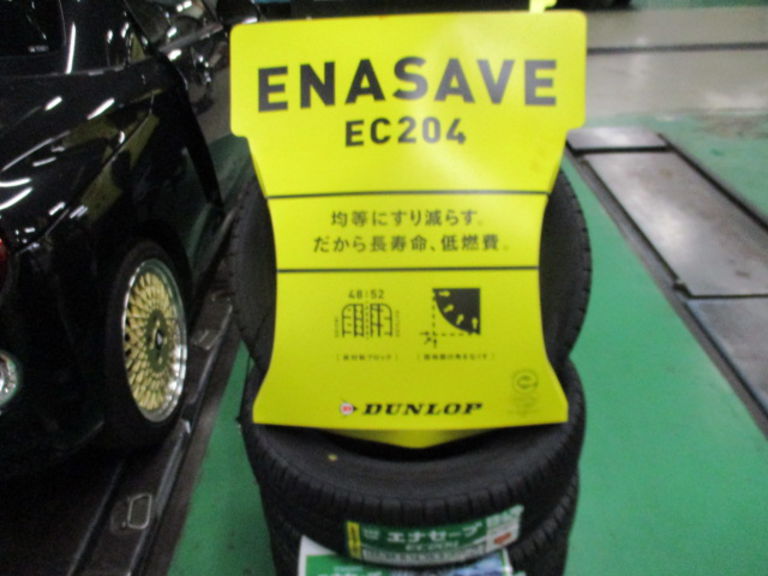 ENASAVE
EC204
均等にすり減らす。
だから長寿命、低燃費。
48:52
DUNLOP
エナセーブ
EC204